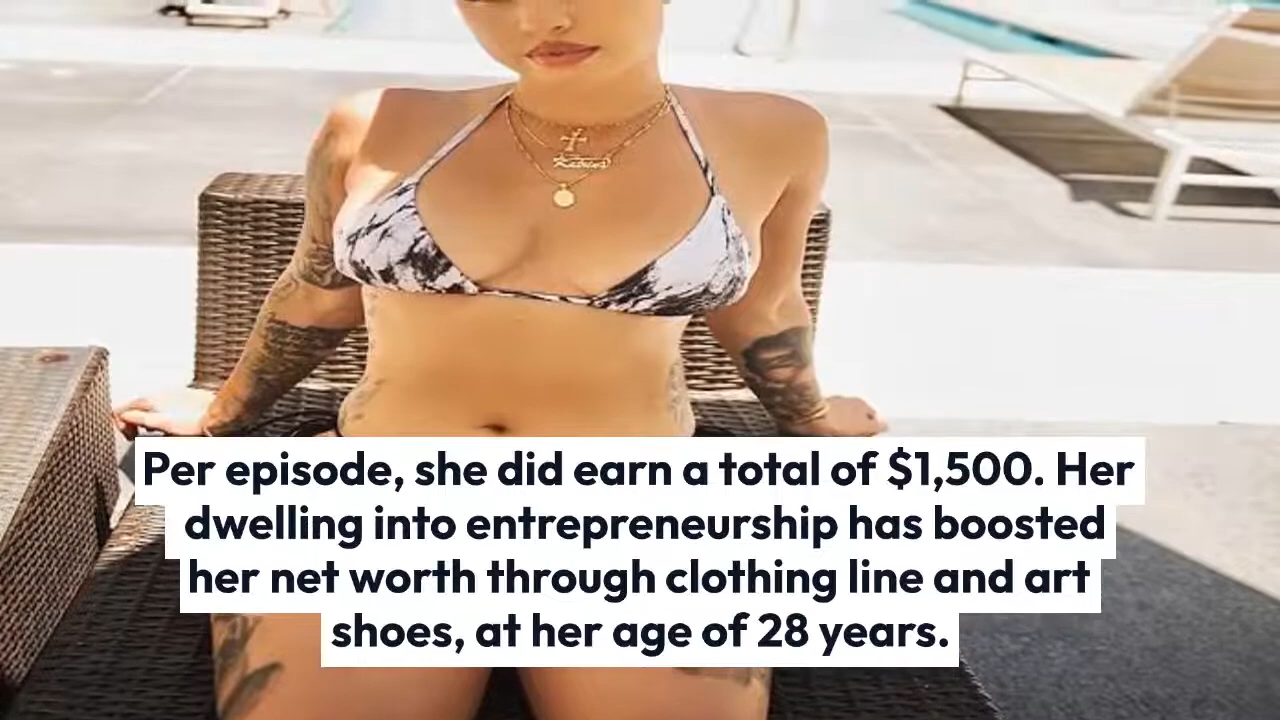 Per episode, she did earn a total of $1,500. Her
dwelling into entrepreneurship has boosted
her net worth through clothing line and art
shoes, at her age of 28 years.